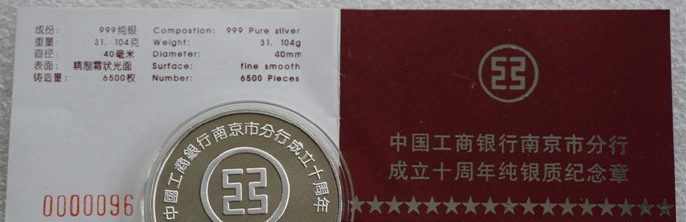 成份: 999纯银 Compostion: 999 Pure silver
重量: 31.104克 Weight: 31.104g
直径: 40毫米 Diameter: 40mm
表面: 精制霜状光面 Surface: fine smooth
铸造量: 6500枚 Number: 6500 Pieces
0000096
中國工商銀行南京市分行成立十周年
中国工商银行南京市分行
成立十周年纯银质纪念章